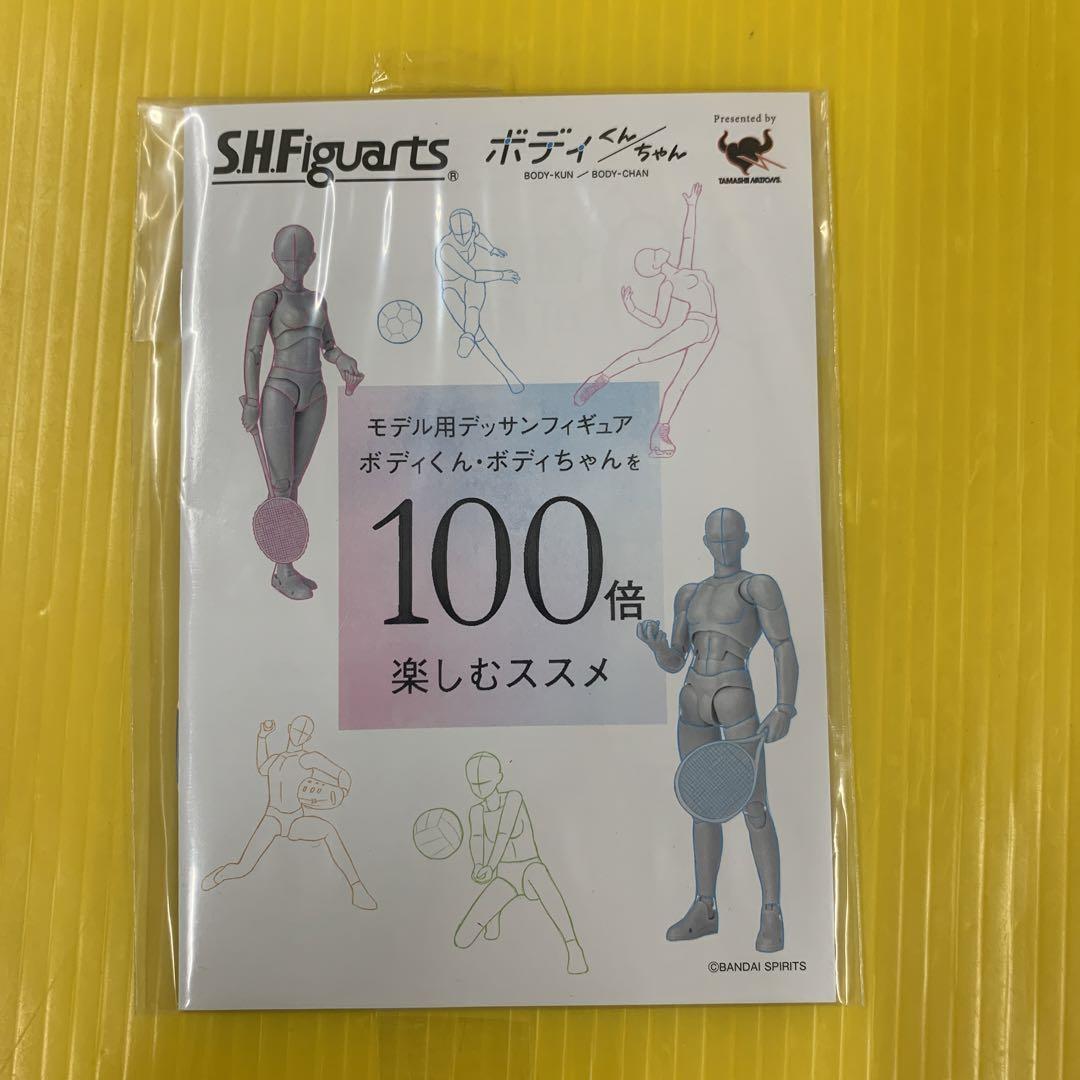 S.H.Figuarts®
ボディくん/ちゃん
BODY-KUN / BODY-CHAN
Presented by
TAMASHII NATIONS.
モデル用デッサンフィギュア
ボディくん・ボディちゃんを
100倍
楽しむススメ
©BANDAI SPIRITS